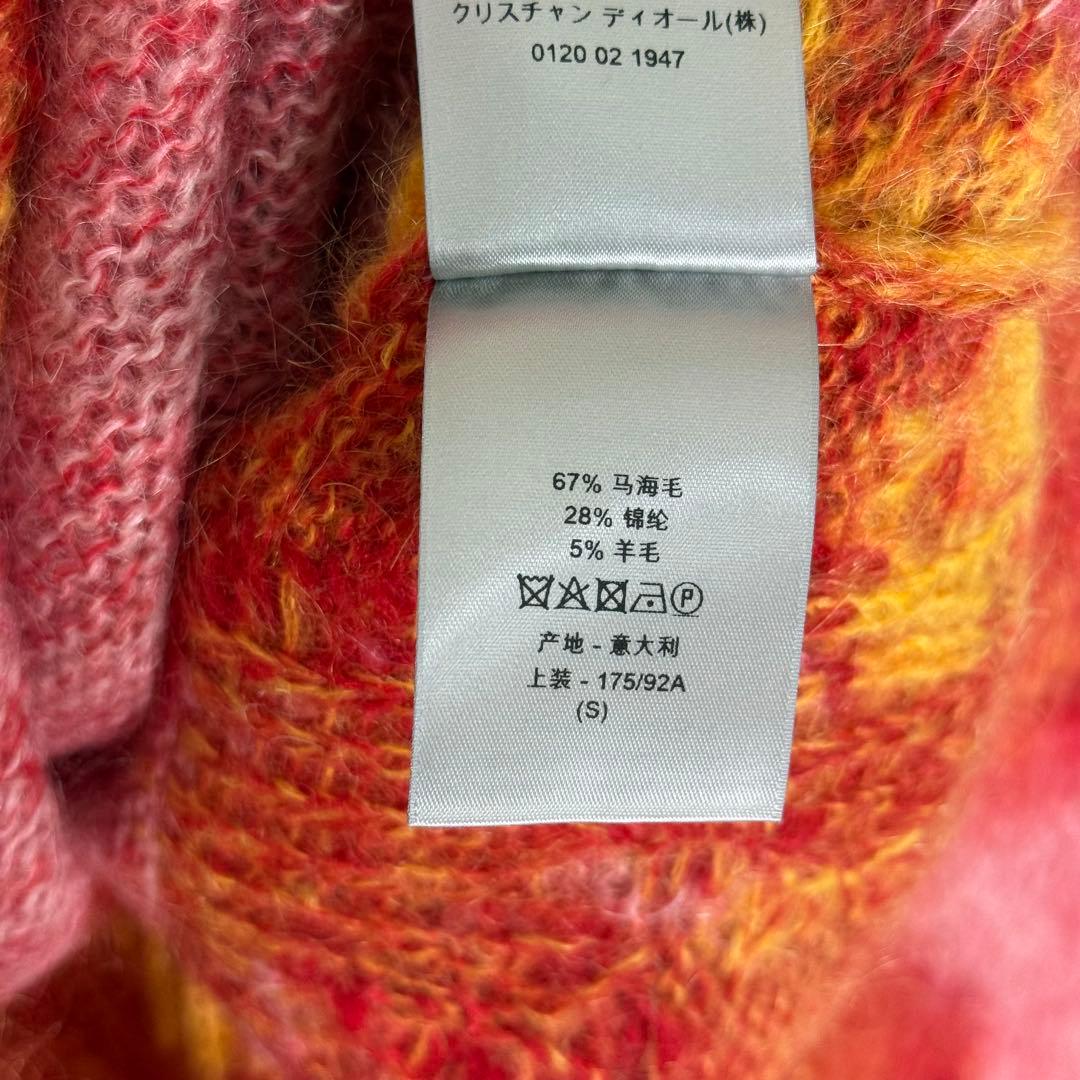 クリスチャン ディオール(株)
0120 02 1947
67% 马海毛
28% 锦纶
5% 羊毛
P
产地 - 意大利
上装 - 175/92A
(S)